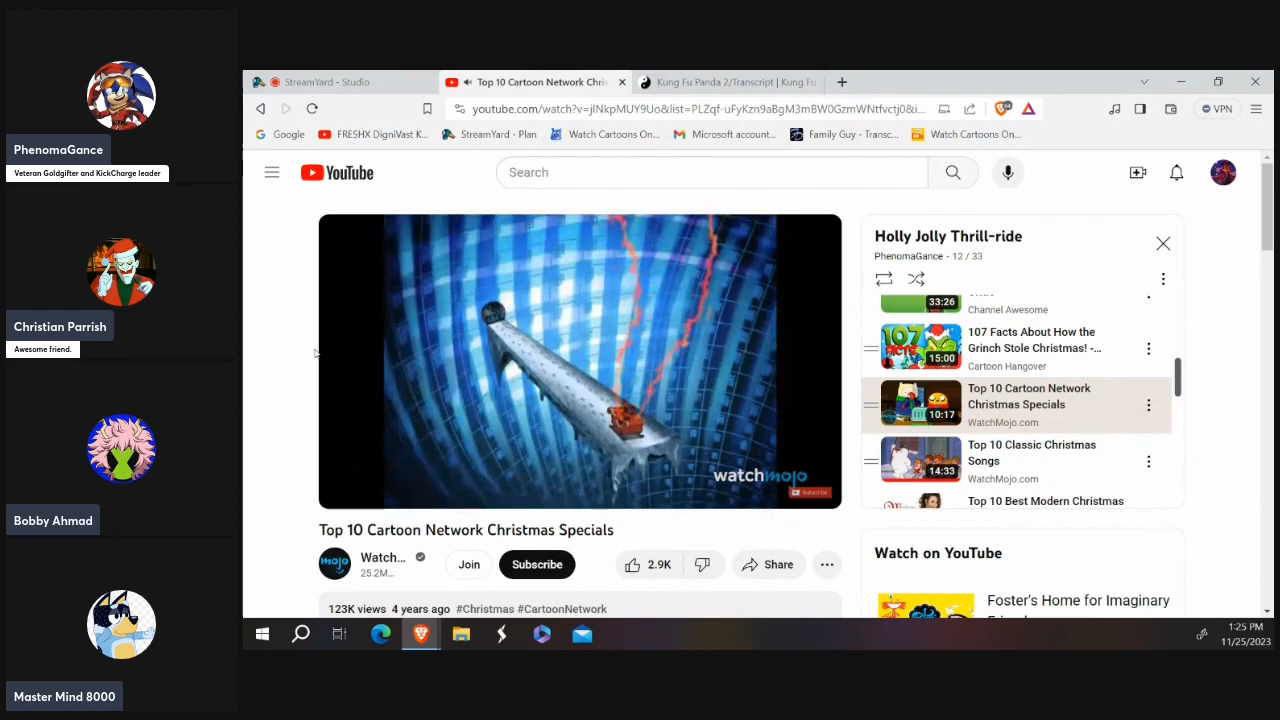 PhenomaGance
Veteran Goldgifter and KickCharge leader
Christian Parrish
Awesome friend.
Bobby Ahmad
Master Mind 8000
StreamYard - Studio
Top 10 Cartoon Network Chris
Kung Fu Panda 2/Transcript | Kung Fu
youtube.com/watch?v=jlNkpMUY9Uo&list=PLZqf-uFyKzn9aBgM3mBW0GzmWNtfvctj0&i...
VPN
Google
FRESHX DigniVast K...
StreamYard - Plan
Watch Cartoons On...
Microsoft account...
Family Guy - Transc...
Watch Cartoons On...
YouTube
Search
watchmojo
Subscribe
Top 10 Cartoon Network Christmas Specials
mojo
Watch...
25.2M...
Join
Subscribe
2.9K
Share
123K views 4 years ago #Christmas #CartoonNetwork
Holly Jolly Thrill-ride
PhenomaGance - 12 / 33
33:26
Channel Awesome
107 FACTS
15:00
107 Facts About How the
Grinch Stole Christmas! -...
Cartoon Hangover
10:17
Top 10 Cartoon Network
Christmas Specials
WatchMojo.com
14:33
Top 10 Classic Christmas
Songs
WatchMojo.com
Top 10 Best Modern Christmas
Watch on YouTube
Foster's Home for Imaginary
1:25 PM
11/25/2023